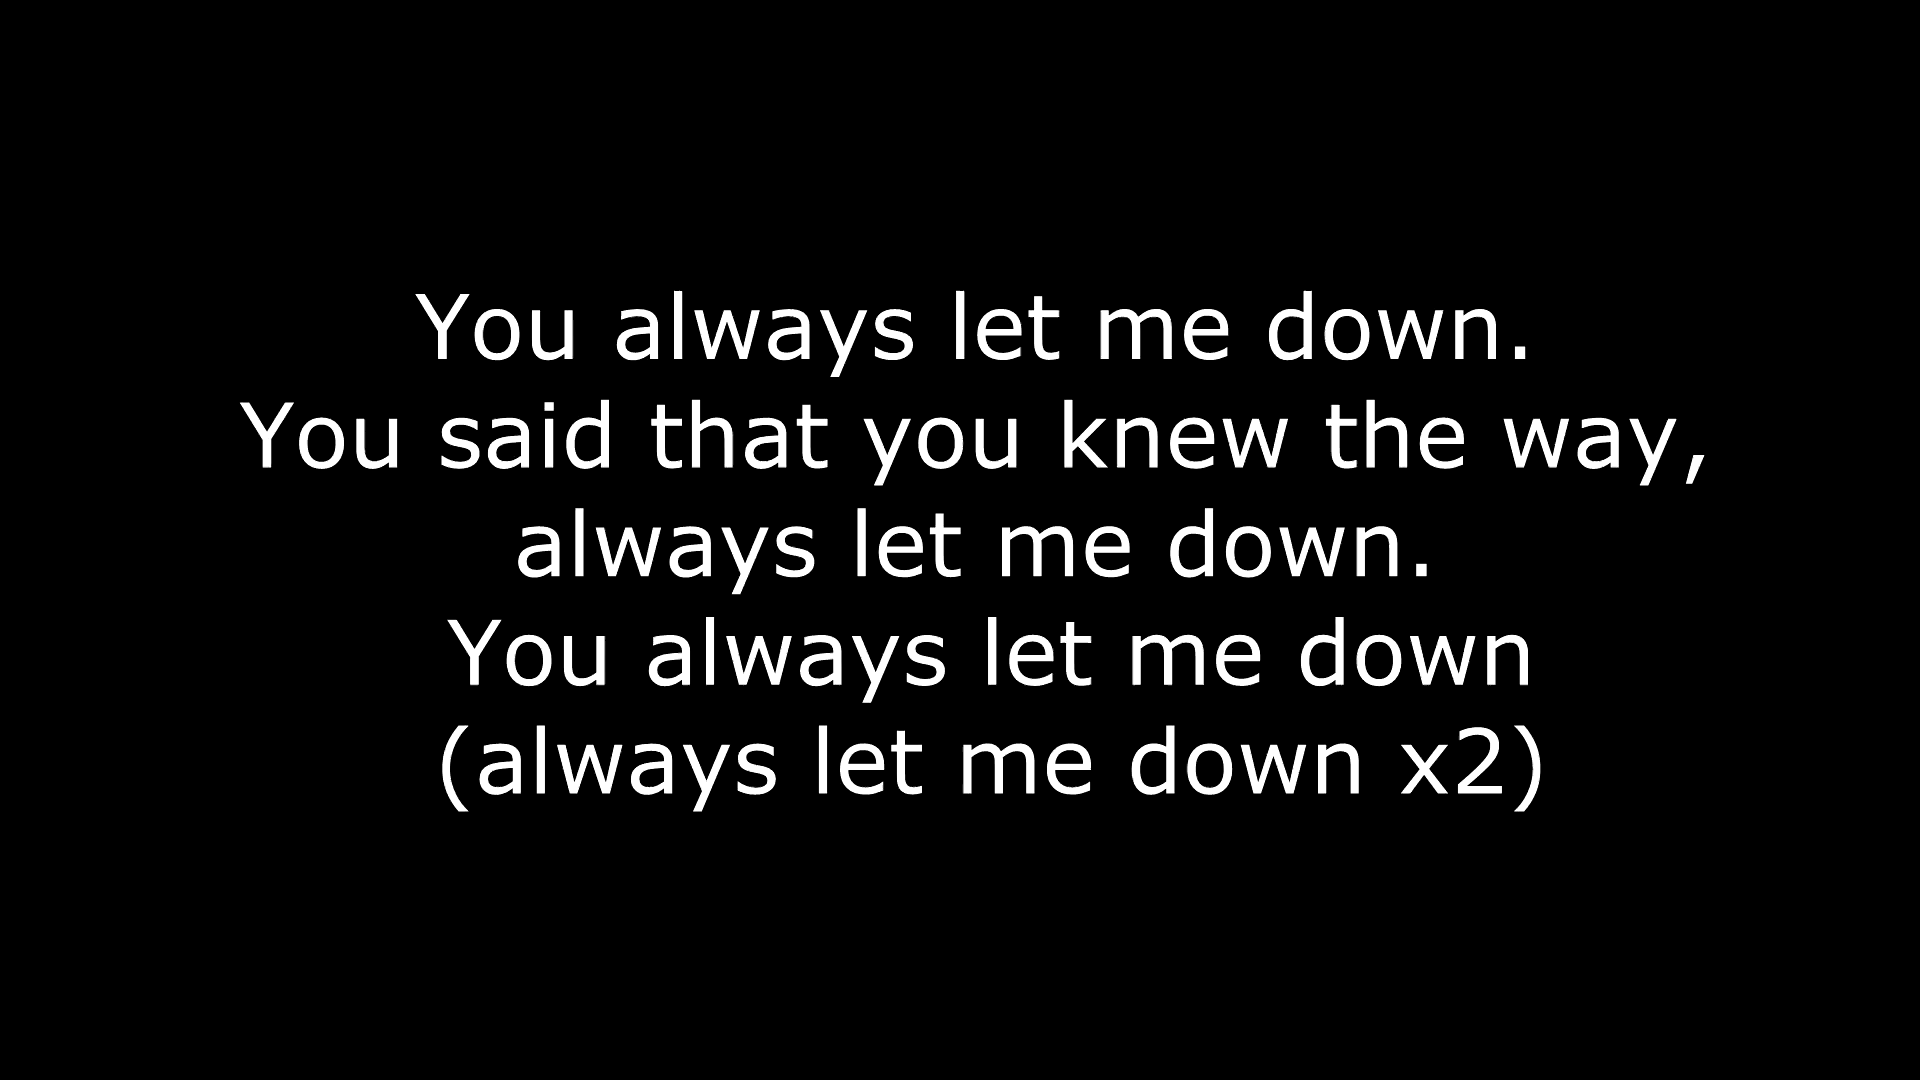 You always let me down.
You said that you knew the way,
always let me down.
You always let me down
(always let me down x2)